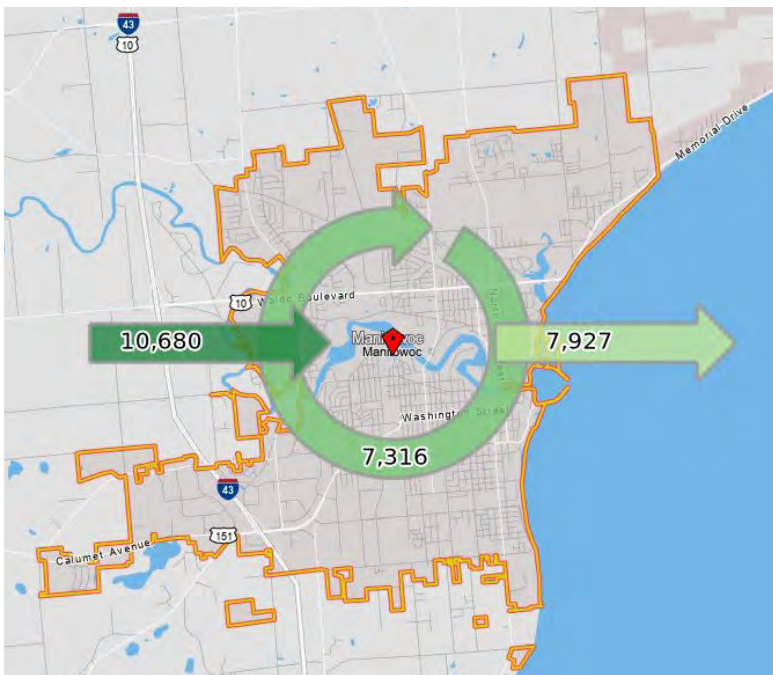 43
10
Memorial Drive
10
Waldo Boulevard
10,680
Manitowoc
Manitowoc
7,927
Washington Street
7,316
43
151
Calumet Avenue